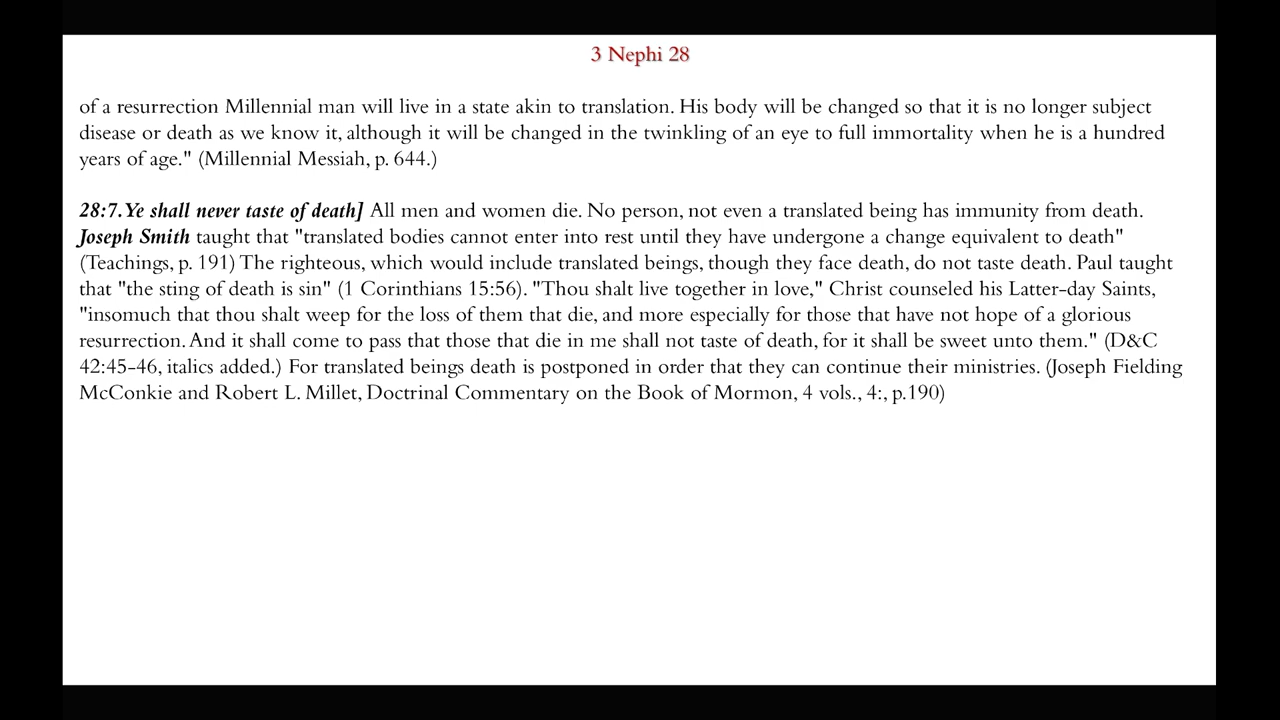 3 Nephi 28
of a resurrection Millennial man will live in a state akin to translation. His body will be changed so that it is no longer subject
disease or death as we know it, although it will be changed in the twinkling of an eye to full immortality when he is a hundred
years of age." (Millennial Messiah, p. 644.)
28:7. Ye shall never taste of death] All men and women die. No person, not even a translated being has immunity from death.
Joseph Smith taught that "translated bodies cannot enter into rest until they have undergone a change equivalent to death"
(Teachings, p. 191) The righteous, which would include translated beings, though they face death, do not taste death. Paul taught
that "the sting of death is sin" (1 Corinthians 15:56). "Thou shalt live together in love," Christ counseled his Latter-day Saints,
"insomuch that thou shalt weep for the loss of them that die, and more especially for those that have not hope of a glorious
resurrection. And it shall come to pass that those that die in me shall not taste of death, for it shall be sweet unto them." (D&C
42:45-46, italics added.) For translated beings death is postponed in order that they can continue their ministries. (Joseph Fielding
McConkie and Robert L. Millet, Doctrinal Commentary on the Book of Mormon, 4 vols., 4:, p.190)